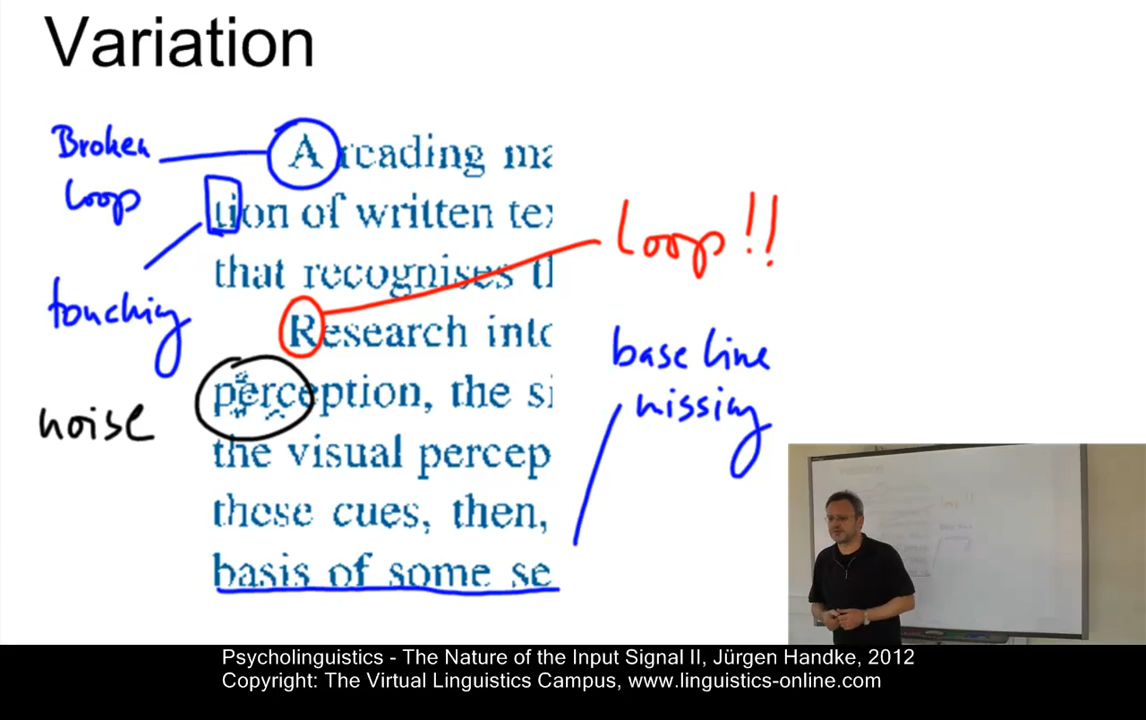 Variation
Broken
loop
A reading ma
tion of written tex
that recognises th
Research into
perception, the si
the visual percep
these cues, then,
basis of some se
touching
noise
loop!!
base line
missing
Psycholinguistics - The Nature of the Input Signal II, Jürgen Handke, 2012
Copyright: The Virtual Linguistics Campus, www.linguistics-online.com